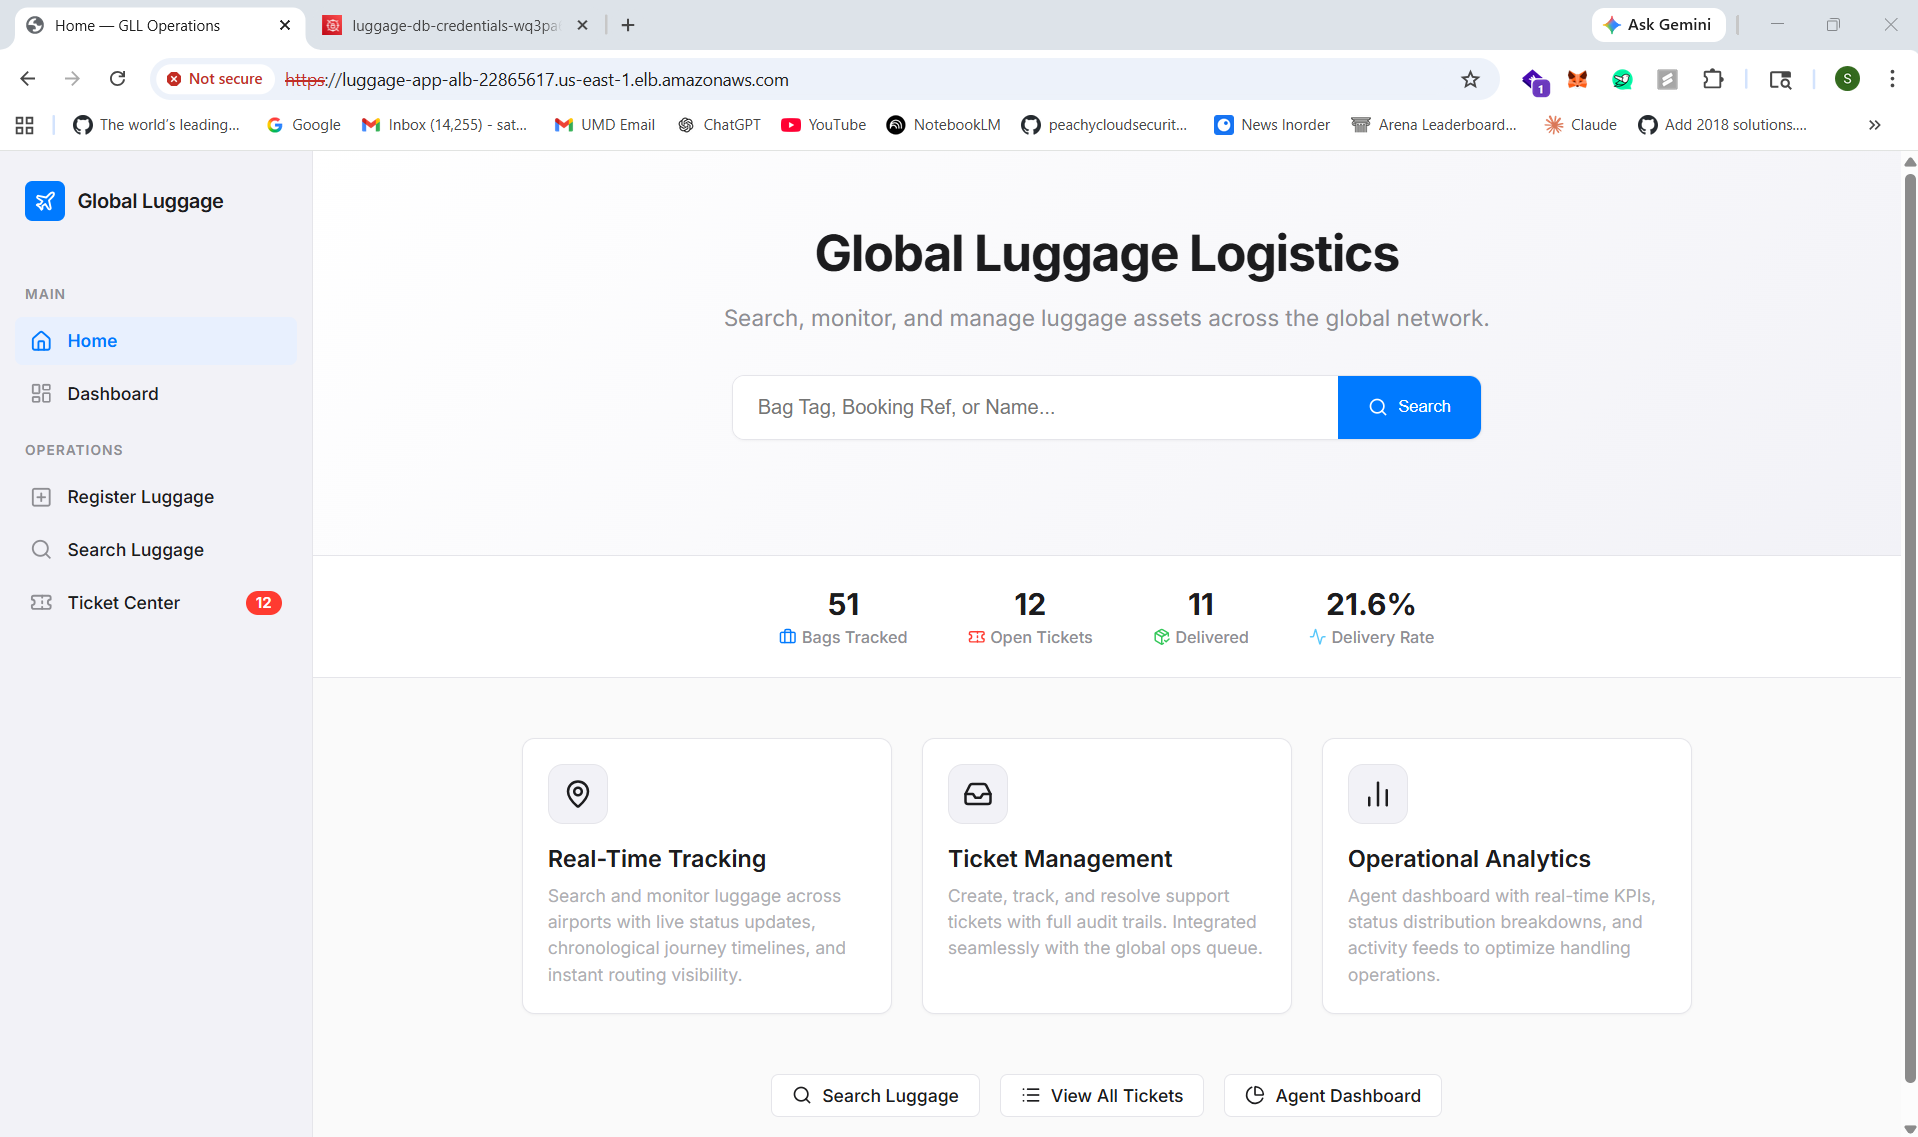 Home — GLL Operations
luggage-db-credentials-wq3pa
Ask Gemini
Not secure
https://luggage-app-alb-22865617.us-east-1.elb.amazonaws.com
1
S
The world's leading...
Google
Inbox (14,255) - sat...
UMD Email
ChatGPT
YouTube
NotebookLM
peachycloudsecurit...
News Inorder
Arena Leaderboard...
Claude
Add 2018 solutions....
Global Luggage
MAIN
Home
Dashboard
OPERATIONS
Register Luggage
Search Luggage
Ticket Center
12
Global Luggage Logistics
Search, monitor, and manage luggage assets across the global network.
Bag Tag, Booking Ref, or Name...
Search
51
Bags Tracked
12
Open Tickets
11
Delivered
21.6%
Delivery Rate
Real-Time Tracking
Search and monitor luggage across
airports with live status updates,
chronological journey timelines, and
instant routing visibility.
Ticket Management
Create, track, and resolve support
tickets with full audit trails. Integrated
seamlessly with the global ops queue.
Operational Analytics
Agent dashboard with real-time KPIs,
status distribution breakdowns, and
activity feeds to optimize handling
operations.
Search Luggage
View All Tickets
Agent Dashboard